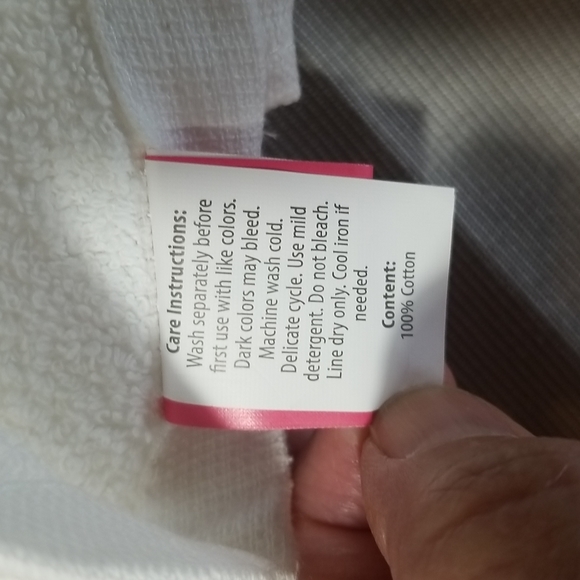 Care Instructions:
Wash separately before
first use with like colors.
Dark colors may bleed.
Machine wash cold.
Delicate cycle. Use mild
detergent. Do not bleach.
Line dry only. Cool iron if
needed.
Content:
100% Cotton